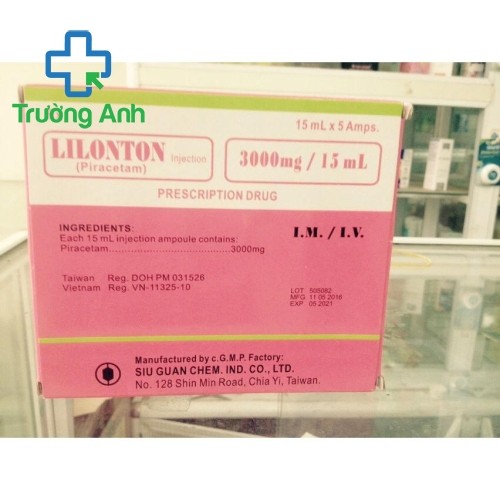 Trường Anh
15 mL x 5 Amps.
LILONTON Injection
(Piracetam)
3000mg / 15 mL
PRESCRIPTION DRUG
INGREDIENTS:
Each 15 mL injection ampoule contains:
Piracetam..............................3000mg
I.M. / I.V.
Taiwan Reg. DOH PM 031526
Vietnam Reg. VN-11325-10
LOT 505082
MFG 11 05 2016
EXP 05 2021
Manufactured by c.G.M.P. Factory:
SIU GUAN CHEM. IND. CO., LTD.
No. 128 Shin Min Road, Chia Yi, Taiwan.